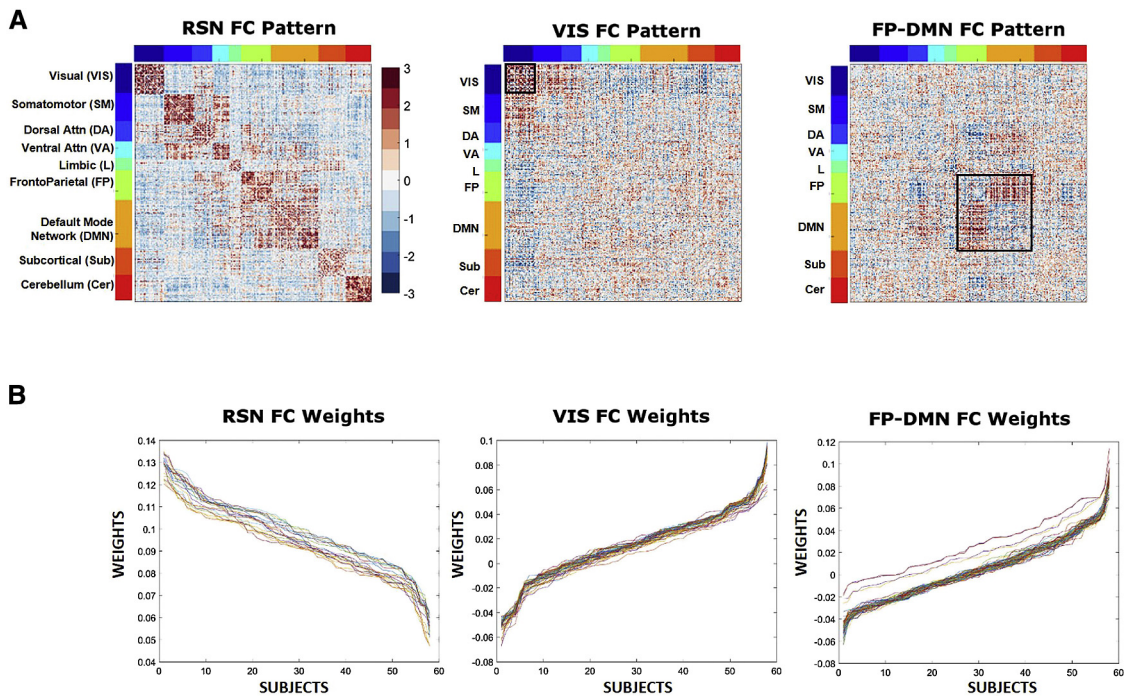 A
RSN FC Pattern
VIS FC Pattern
FP-DMN FC Pattern
Visual (VIS)
Somatomotor (SM)
Dorsal Attn (DA)
Ventral Attn (VA)
Limbic (L)
FrontoParietal (FP)
Default Mode
Network (DMN)
Subcortical (Sub)
Cerebellum (Cer)
3
2
1
0
-1
-2
-3
VIS
SM
DA
VA
L
FP
DMN
Sub
Cer
VIS
SM
DA
VA
L
FP
DMN
Sub
Cer
B
RSN FC Weights
VIS FC Weights
FP-DMN FC Weights
WEIGHTS
0.14
0.13
0.12
0.11
0.1
0.09
0.08
0.07
0.06
0.05
0.04
0 10 20 30 40 50 60
SUBJECTS
WEIGHTS
0.1
0.08
0.06
0.04
0.02
0
-0.02
-0.04
-0.06
-0.08
0 10 20 30 40 50 60
SUBJECTS
WEIGHTS
0.12
0.1
0.08
0.06
0.04
0.02
0
-0.02
-0.04
-0.06
-0.08
0 10 20 30 40 50 60
SUBJECTS